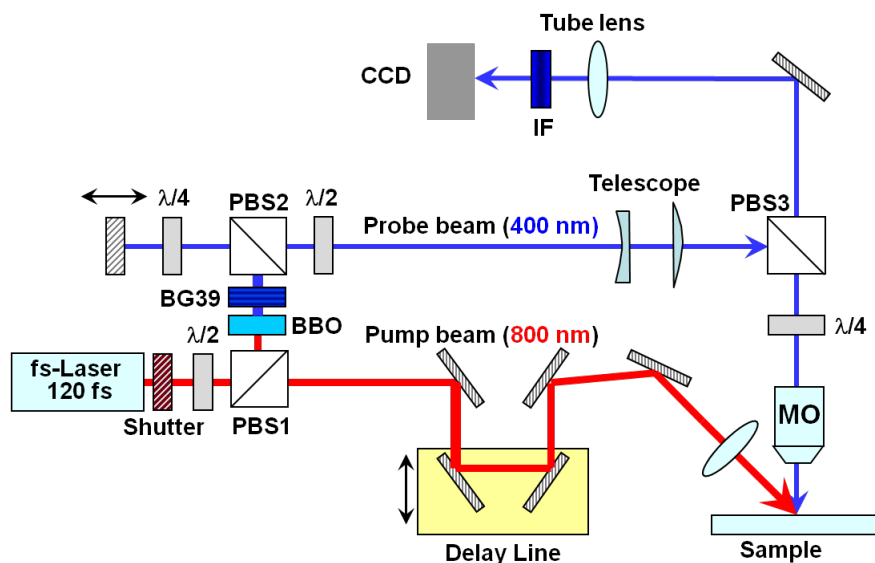 Tube lens
CCD
IF
λ/4
PBS2
λ/2
Telescope
PBS3
Probe beam (400 nm)
BG39
BBO
λ/2
Pump beam (800 nm)
λ/4
fs-Laser
120 fs
Shutter
PBS1
MO
Delay Line
Sample